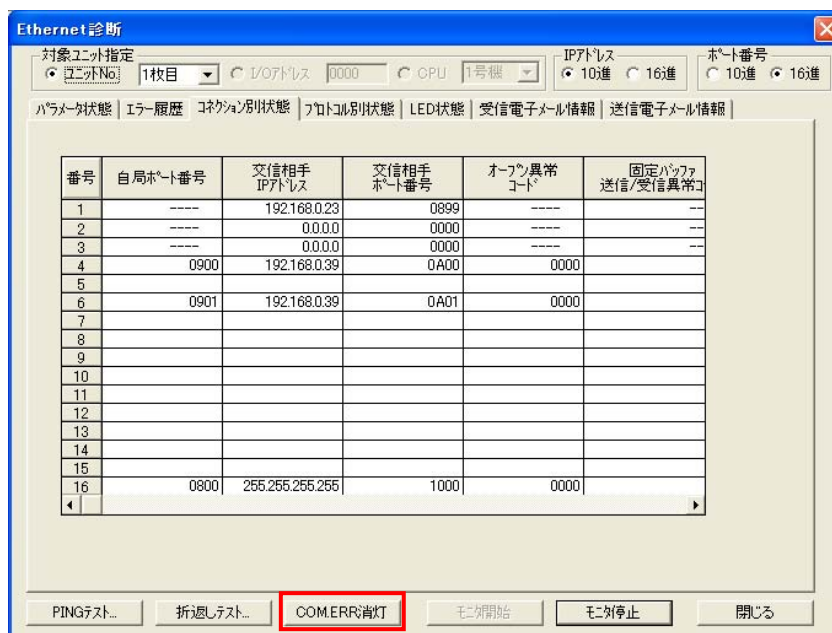 Ethernet診断
対象ユニット指定 IPアドレス ポート番号
ユニットNo. 1枚目 I/Oアドレス 0000 CPU 1号機 10進 16進 10進 16進
パラメータ状態 エラー履歴 コネクション別状態 プロトコル別状態 LED状態 受信電子メール情報 送信電子メール情報
番号 自局ポート番号 交信相手 IPアドレス 交信相手 ポート番号 オープン異常 コード 固定バッファ 送信/受信異常コ
1 ---- 192.168.0.23 0899 ---- --
2 ---- 0.0.0.0 0000 ---- --
3 ---- 0.0.0.0 0000 ---- --
4 0900 192.168.0.39 0A00 0000
5
6 0901 192.168.0.39 0A01 0000
7
8
9
10
11
12
13
14
15
16 0800 255.255.255.255 1000 0000
PINGテスト... 折返しテスト... COM.ERR消灯 モニタ開始 モニタ停止 閉じる